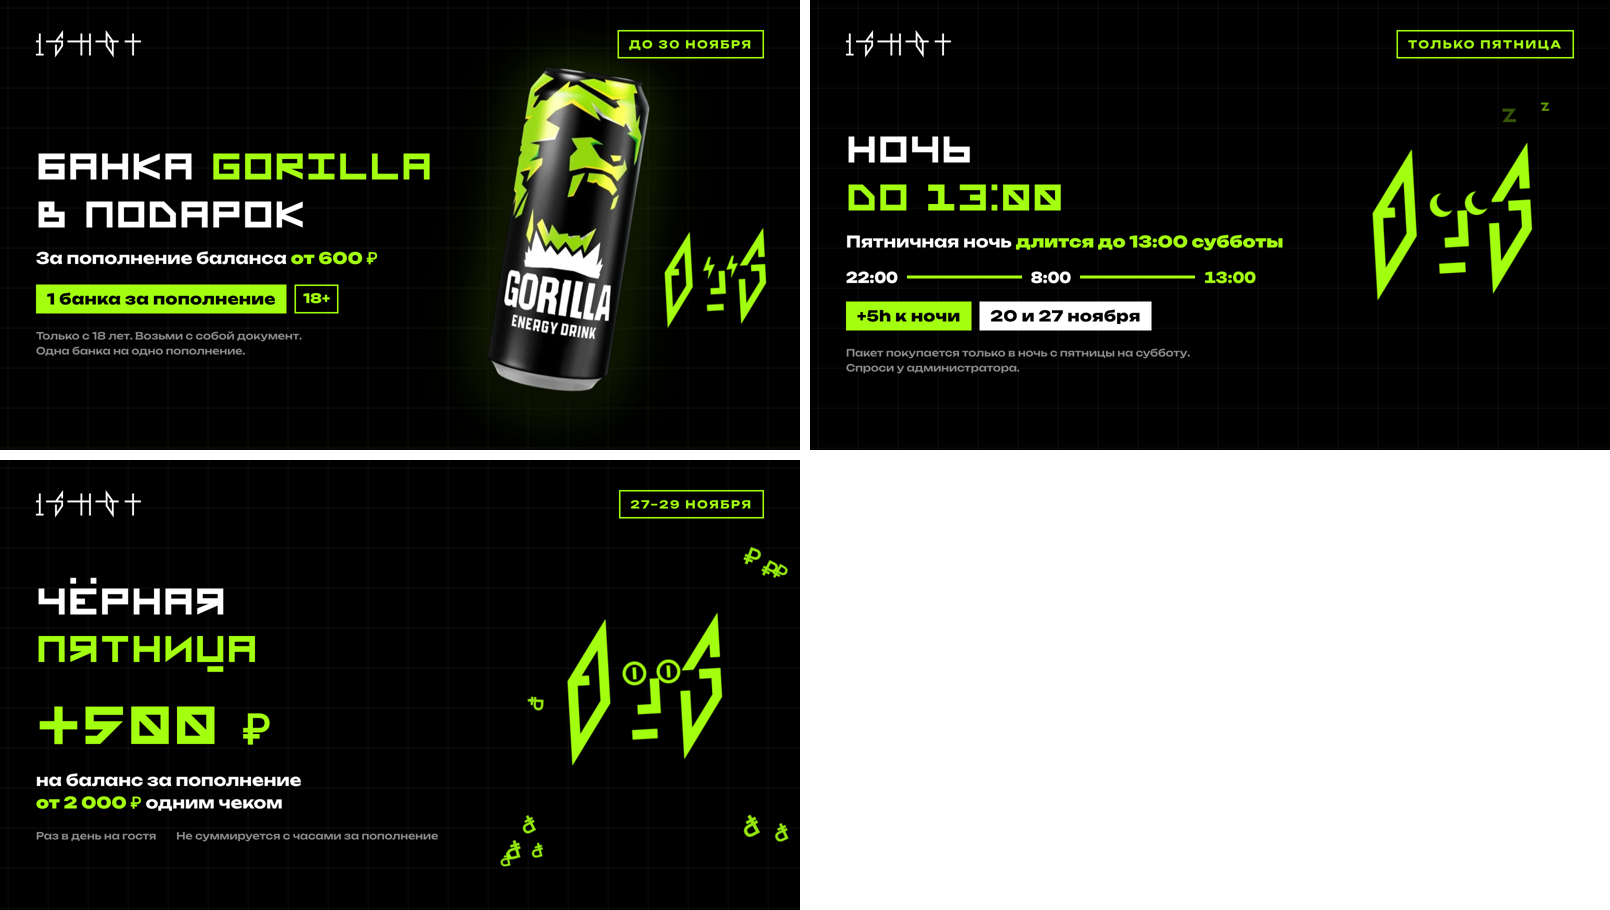 1SHOT
ДО 30 НОЯБРЯ
БАНКА GORILLA
В ПОДАРОК
За пополнение баланса от 600 ₽
1 банка за пополнение 18+
Только с 18 лет. Возьми с собой документ.
Одна банка на одно пополнение.
GORILLA
ENERGY DRINK
1SHOT
ТОЛЬКО ПЯТНИЦА
Z z
НОЧЬ
ДО 13:00
Пятничная ночь длится до 13:00 субботы
22:00 8:00 13:00
+5h к ночи 20 и 27 ноября
Пакет покупается только в ночь с пятницы на субботу.
Спроси у администратора.
1SHOT
27–29 НОЯБРЯ
ЧЁРНАЯ
ПЯТНИЦА
+500 ₽
на баланс за пополнение
от 2 000 ₽ одним чеком
Раз в день на гостя Не суммируется с часами за пополнение